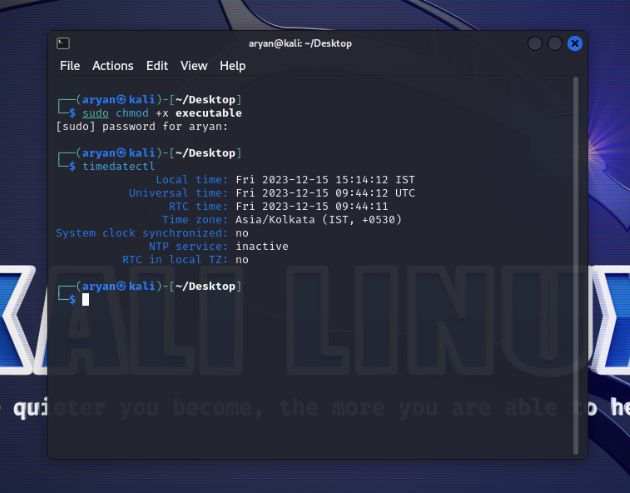 aryan@kali: ~/Desktop
File Actions Edit View Help
┌──(aryan㉿kali)-[~/Desktop]
└─$ sudo chmod +x executable
[sudo] password for aryan:
┌──(aryan㉿kali)-[~/Desktop]
└─$ timedatectl
Local time: Fri 2023-12-15 15:14:12 IST
Universal time: Fri 2023-12-15 09:44:12 UTC
RTC time: Fri 2023-12-15 09:44:11
Time zone: Asia/Kolkata (IST, +0530)
System clock synchronized: no
NTP service: inactive
RTC in local TZ: no
┌──(aryan㉿kali)-[~/Desktop]
└─$
KALI LINUX
quieter you become, the more you are able to he